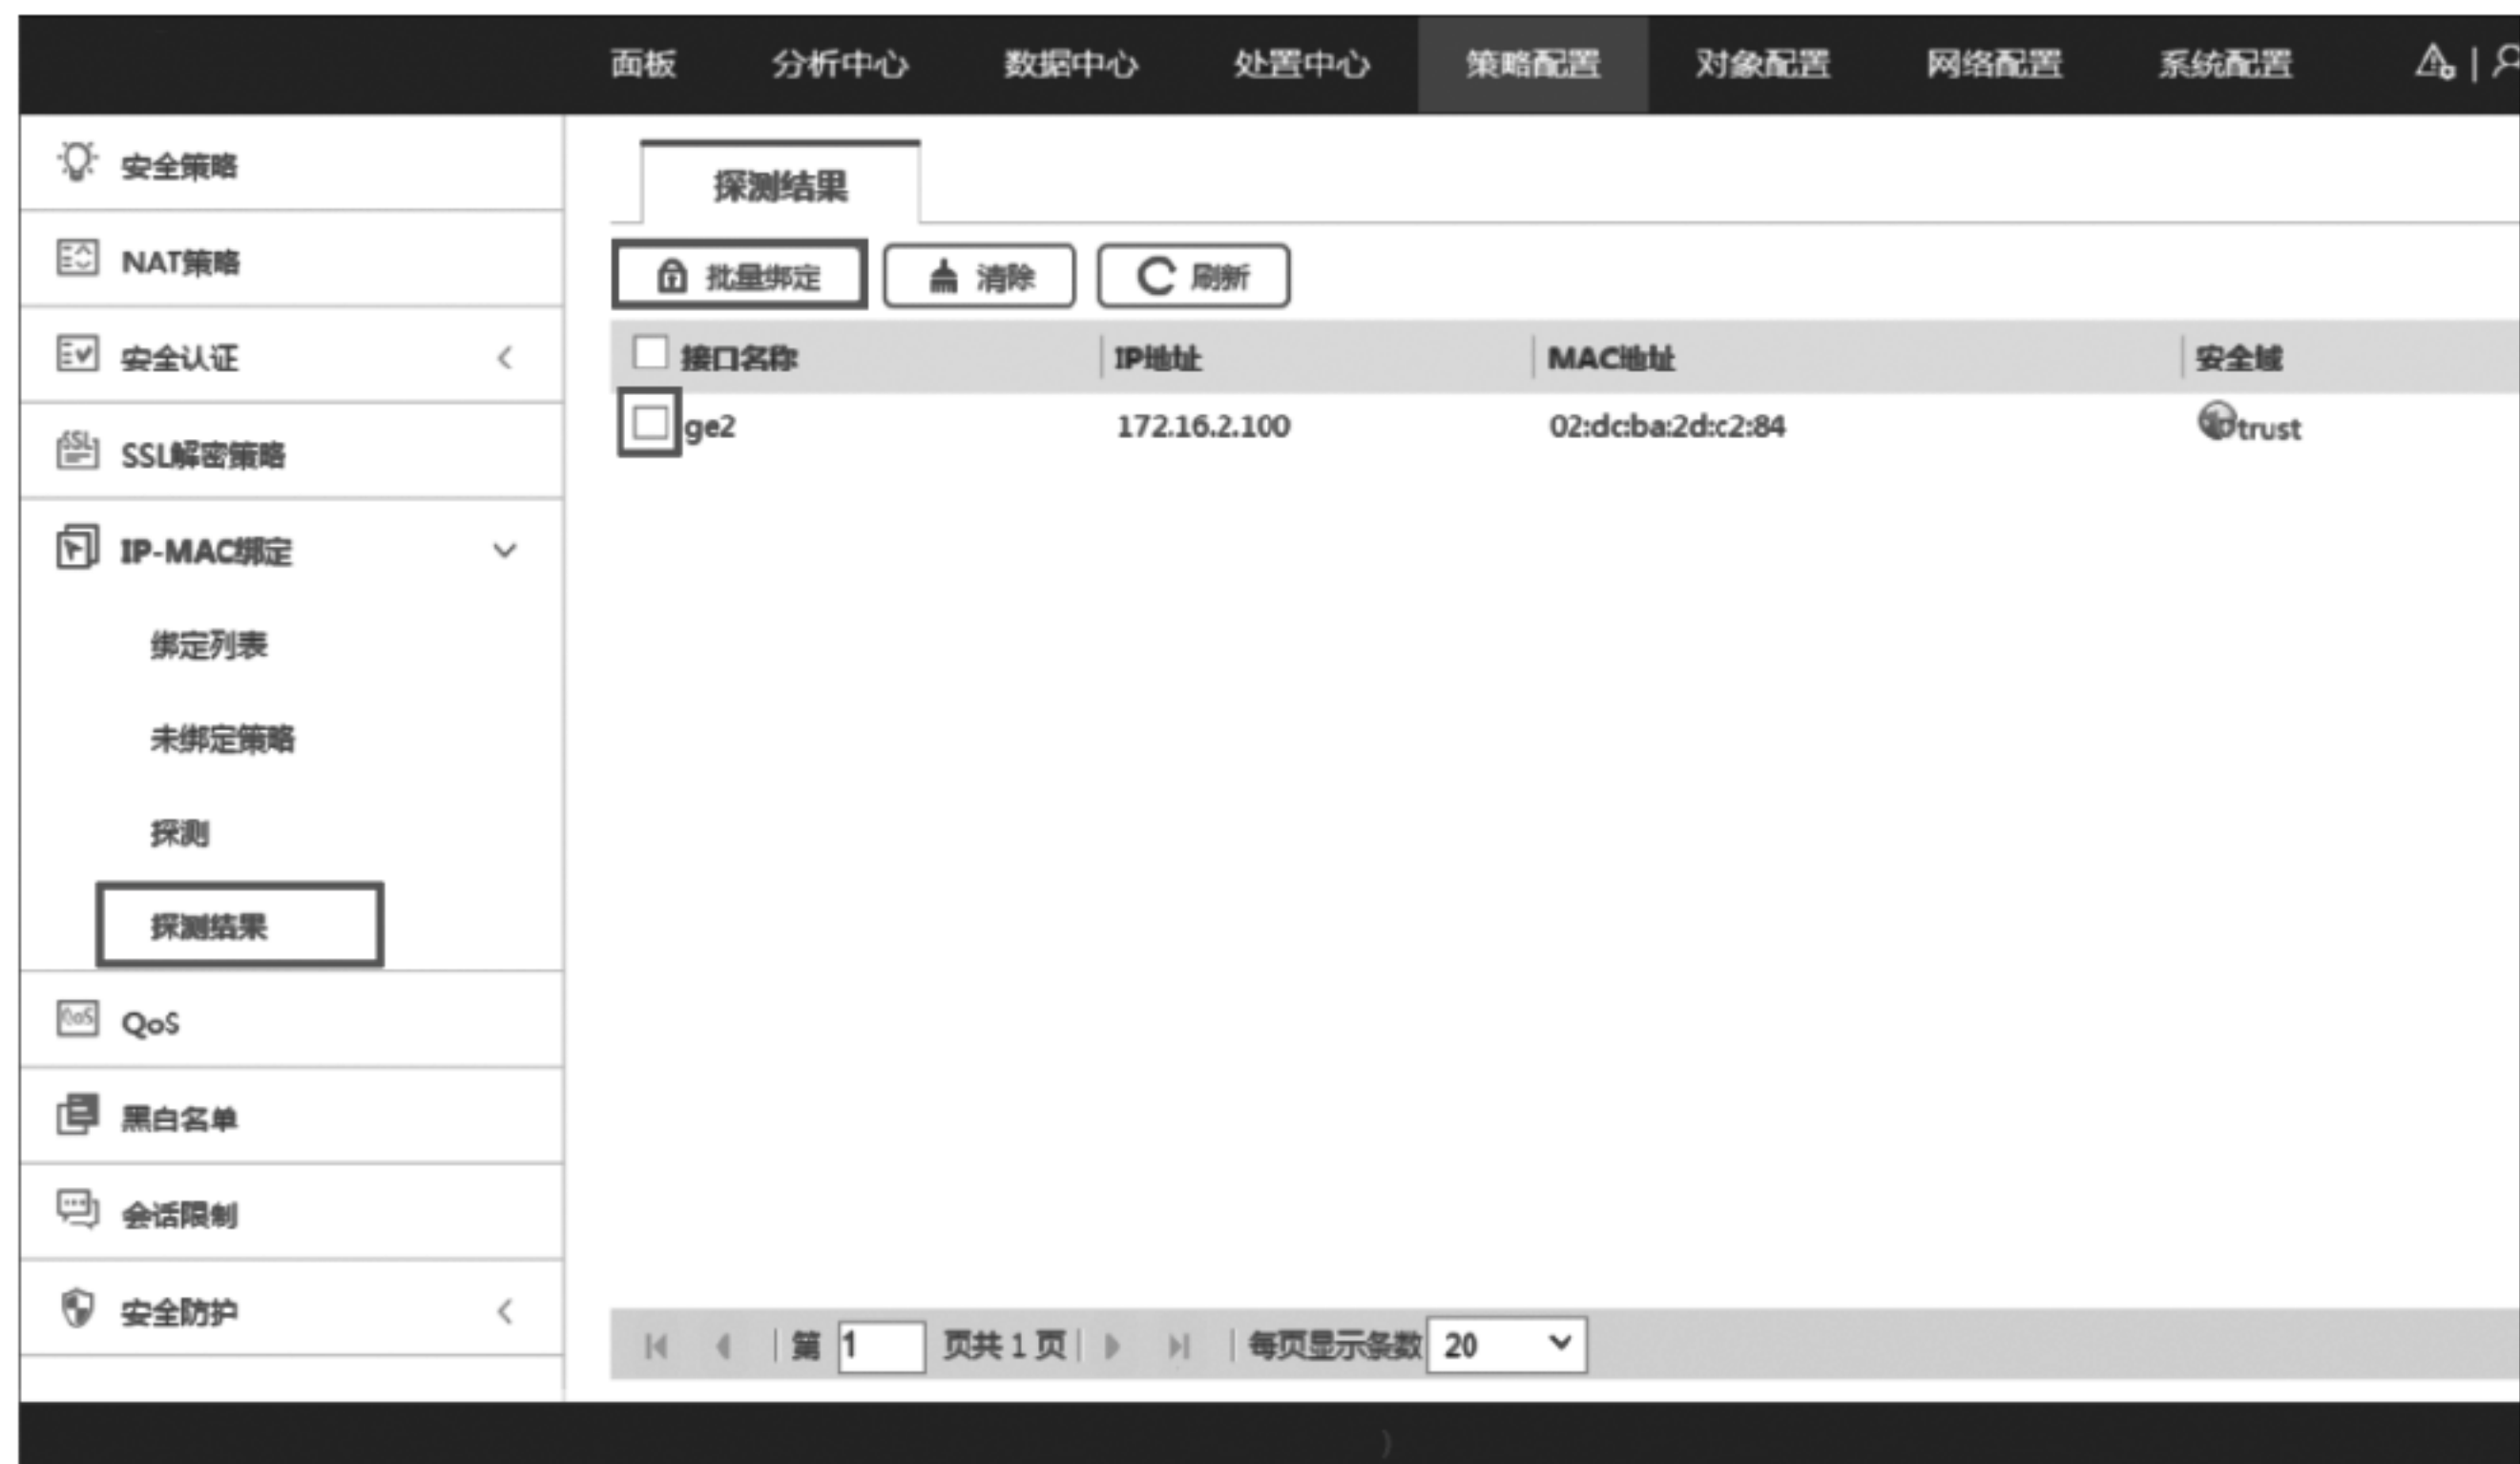 面板 分析中心 数据中心 处置中心 策略配置 对象配置 网络配置 系统配置
安全策略
NAT策略
安全认证
SSL解密策略
IP-MAC绑定
绑定列表
未绑定策略
探测
探测结果
QoS
黑白名单
会话限制
安全防护
探测结果
批量绑定 清除 刷新
接口名称 IP地址 MAC地址 安全域
ge2 172.16.2.100 02:dc:ba:2d:c2:84 trust
第 1 页共 1 页 每页显示条数 20